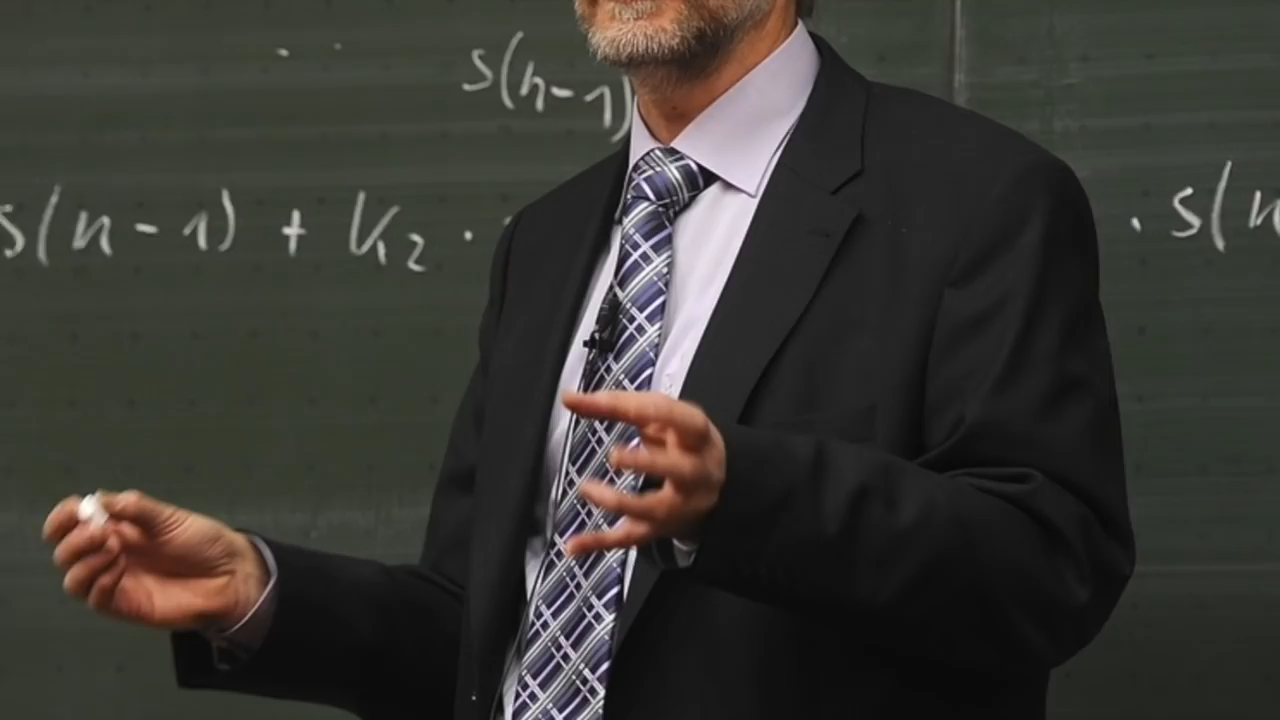 s(n-1)
s(n-1) + K₂ · · s(n